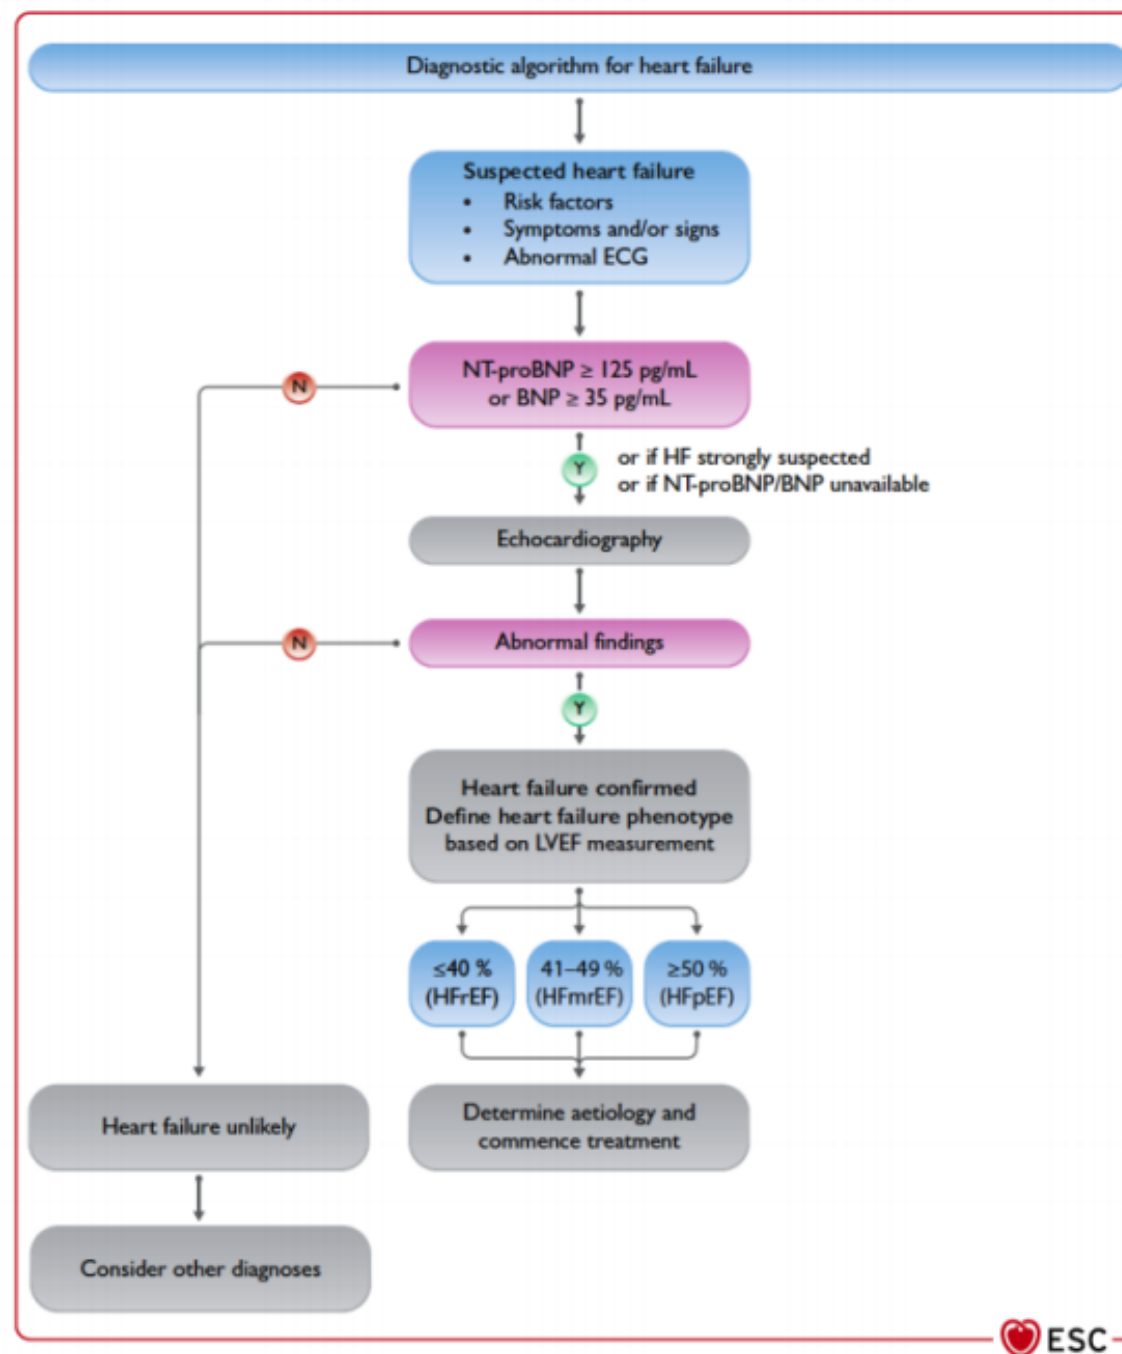 Diagnostic algorithm for heart failure
Suspected heart failure
• Risk factors
• Symptoms and/or signs
• Abnormal ECG
NT-proBNP ≥ 125 pg/mL
or BNP ≥ 35 pg/mL
N
Y
or if HF strongly suspected
or if NT-proBNP/BNP unavailable
Echocardiography
Abnormal findings
N
Y
Heart failure confirmed
Define heart failure phenotype
based on LVEF measurement
≤40 %
(HFrEF)
41–49 %
(HFmrEF)
≥50 %
(HFpEF)
Heart failure unlikely
Determine aetiology and
commence treatment
Consider other diagnoses
ESC